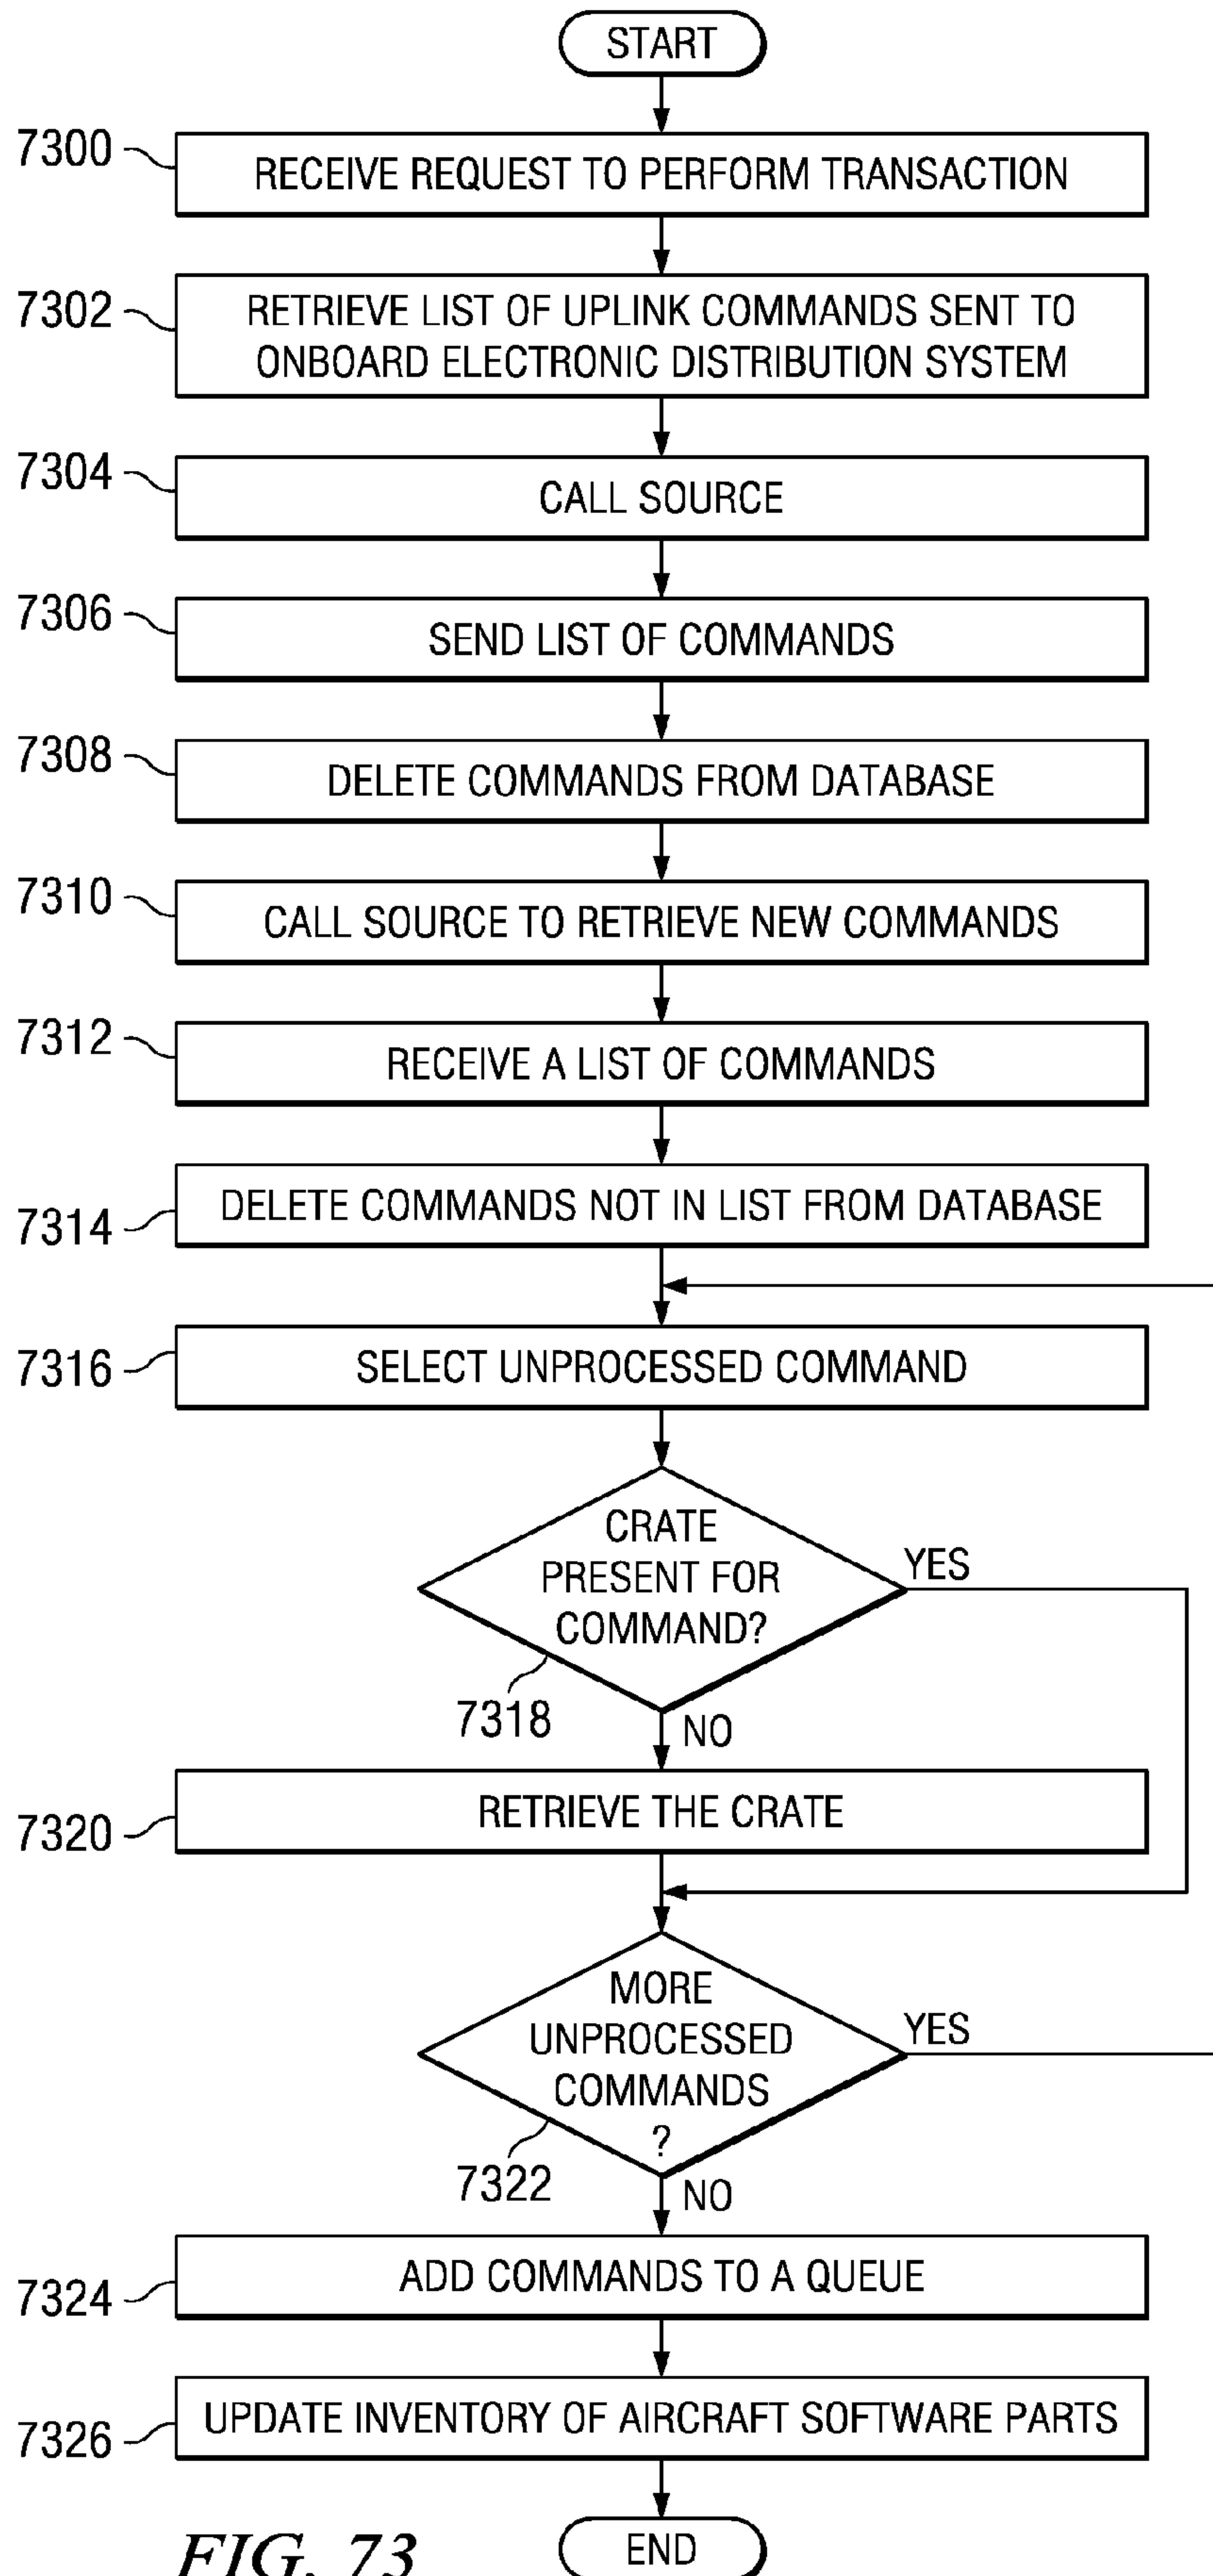 START
7300
RECEIVE REQUEST TO PERFORM TRANSACTION
7302
RETRIEVE LIST OF UPLINK COMMANDS SENT TO
ONBOARD ELECTRONIC DISTRIBUTION SYSTEM
7304
CALL SOURCE
7306
SEND LIST OF COMMANDS
7308
DELETE COMMANDS FROM DATABASE
7310
CALL SOURCE TO RETRIEVE NEW COMMANDS
7312
RECEIVE A LIST OF COMMANDS
7314
DELETE COMMANDS NOT IN LIST FROM DATABASE
7316
SELECT UNPROCESSED COMMAND
CRATE
PRESENT FOR
COMMAND?
YES
7318
NO
7320
RETRIEVE THE CRATE
MORE
UNPROCESSED
COMMANDS
?
YES
7322
NO
7324
ADD COMMANDS TO A QUEUE
7326
UPDATE INVENTORY OF AIRCRAFT SOFTWARE PARTS
FIG. 73
END